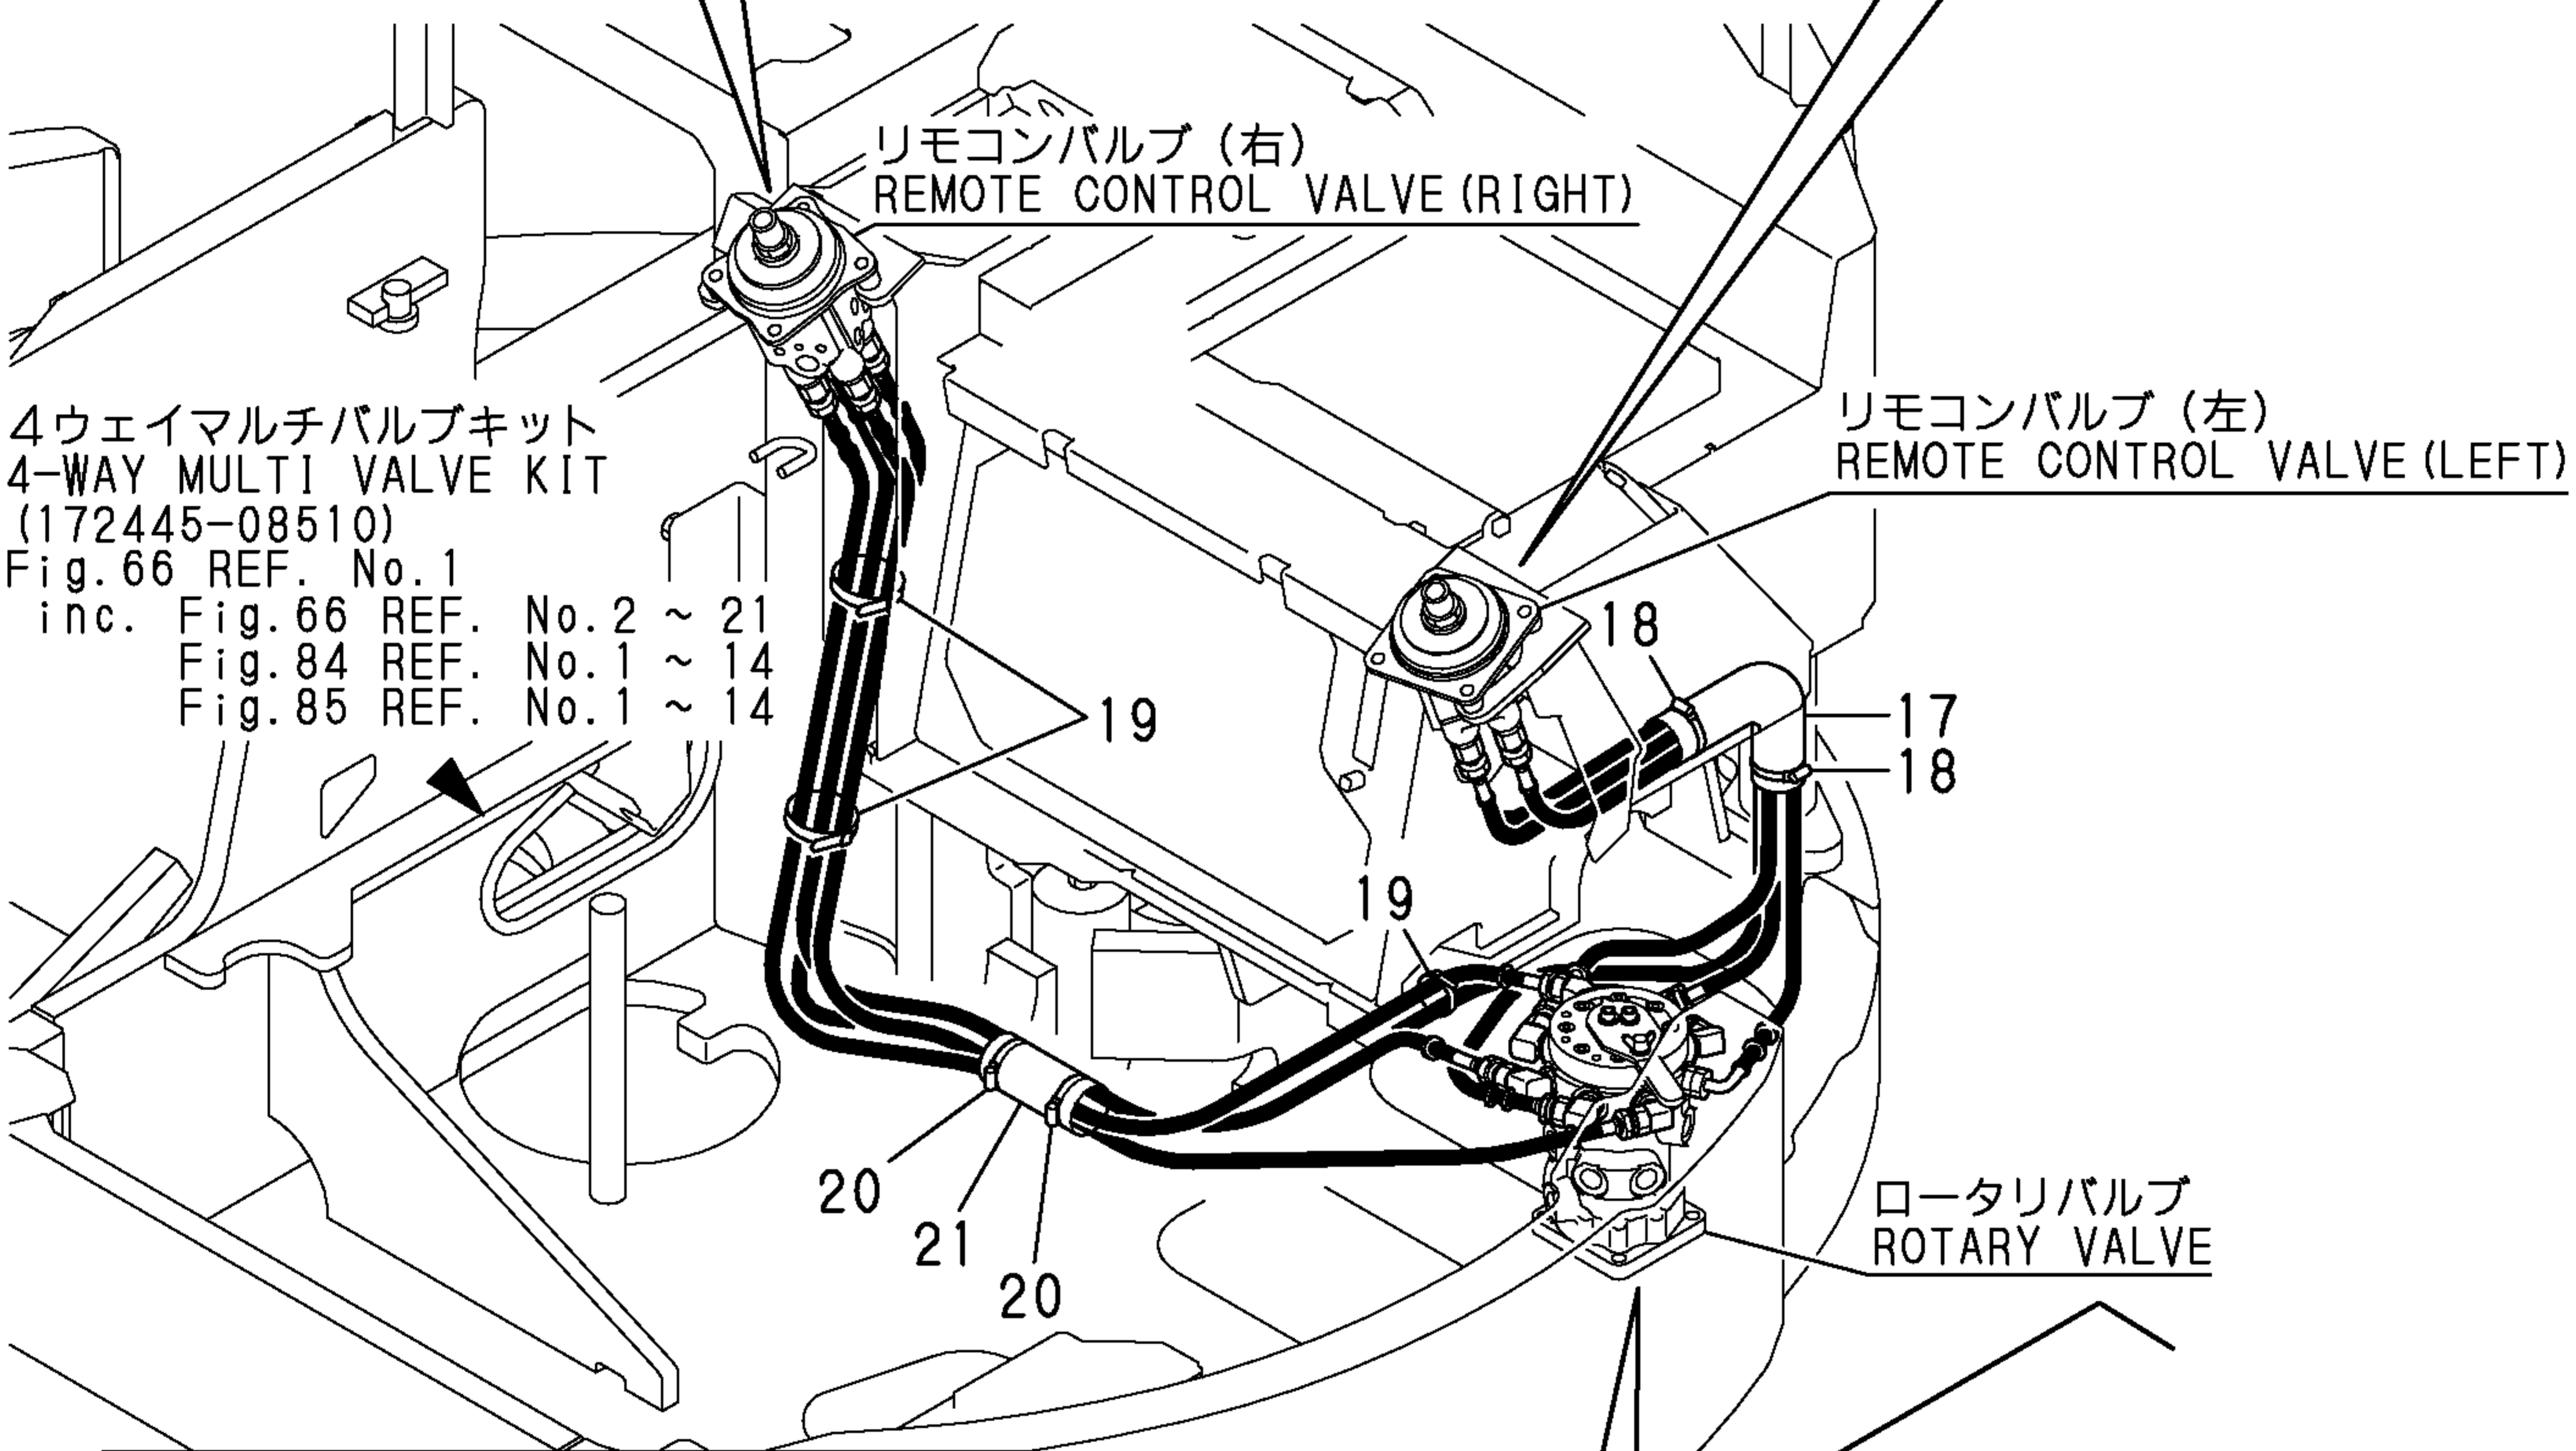 リモコンバルブ (右)
REMOTE CONTROL VALVE(RIGHT)
4ウェイマルチバルブキット
4-WAY MULTI VALVE KIT
(172445-08510)
Fig.66 REF. No.1
inc. Fig.66 REF. No.2 ~ 21
Fig.84 REF. No.1 ~ 14
Fig.85 REF. No.1 ~ 14
リモコンバルブ (左)
REMOTE CONTROL VALVE(LEFT)
18
19
17
18
19
20
21
20
ロータリバルブ
ROTARY VALVE